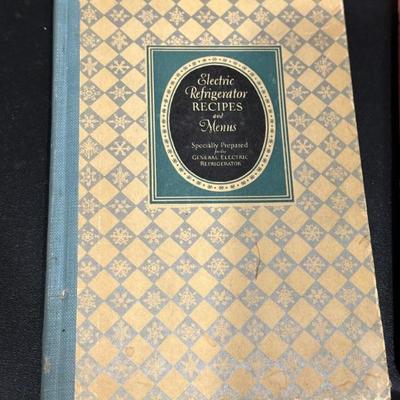 Electric
Refrigerator
RECIPES
and
Menus
Specially Prepared
for the
GENERAL ELECTRIC
REFRIGERATOR